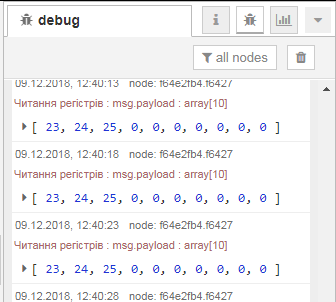 debug
all nodes
09.12.2018, 12:40:13 node: f64e2fb4.f6427
Читання регістрів : msg.payload : array[10]
[ 23, 24, 25, 0, 0, 0, 0, 0, 0, 0 ]
09.12.2018, 12:40:18 node: f64e2fb4.f6427
Читання регістрів : msg.payload : array[10]
[ 23, 24, 25, 0, 0, 0, 0, 0, 0, 0 ]
09.12.2018, 12:40:23 node: f64e2fb4.f6427
Читання регістрів : msg.payload : array[10]
[ 23, 24, 25, 0, 0, 0, 0, 0, 0, 0 ]
09.12.2018, 12:40:28 node: f64e2fb4.f6427